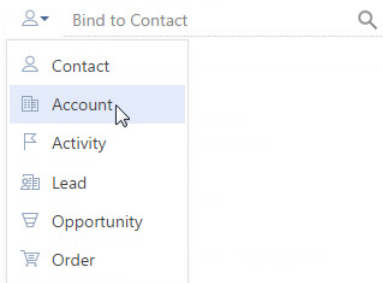 Bind to Contact
Contact
Account
Activity
Lead
Opportunity
Order